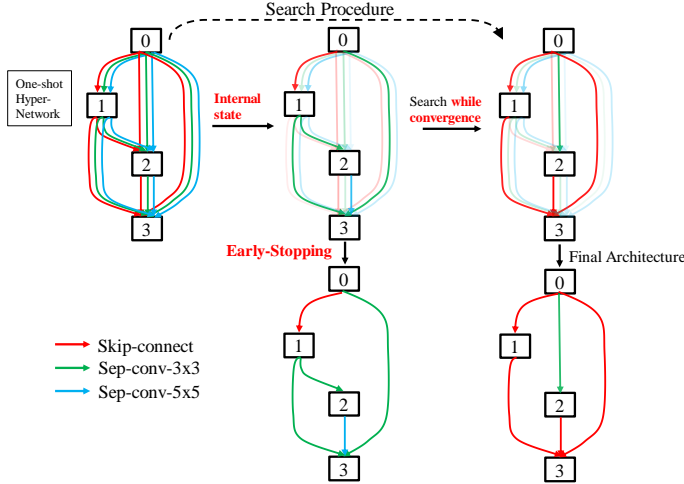 Search Procedure
0
0
0
One-shot
Hyper-
Network
1
1
1
Internal
state
Search while
convergence
2
2
2
3
3
3
Early-Stopping
Final Architecture
0
0
1
1
Skip-connect
Sep-conv-3x3
Sep-conv-5x5
2
2
3
3